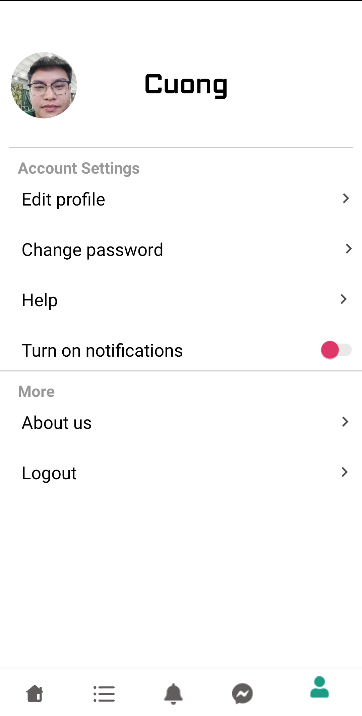 Cuong
Account Settings
Edit profile
Change password
Help
Turn on notifications
More
About us
Logout